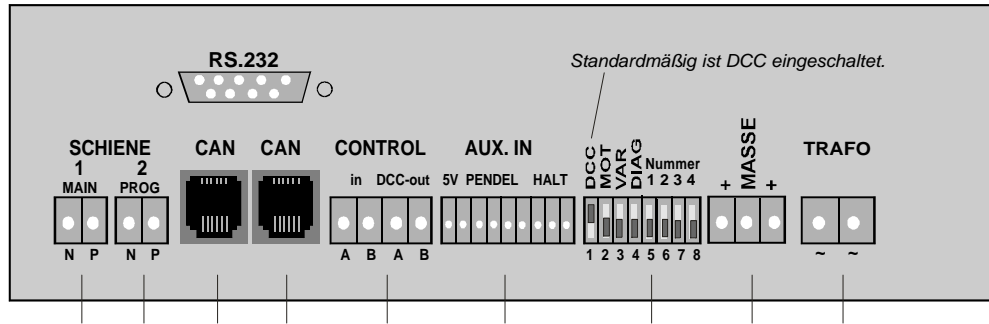 RS.232
Standardmäßig ist DCC eingeschaltet.
SCHIENE
1 2
MAIN PROG
CAN
CAN
CONTROL
in DCC-out
AUX. IN
5V PENDEL HALT
DCC
MOT
VAR
DIAG
Nummer
1 2 3 4
+ MASSE +
TRAFO
N P N P
A B A B
1 2 3 4 5 6 7 8
~ ~